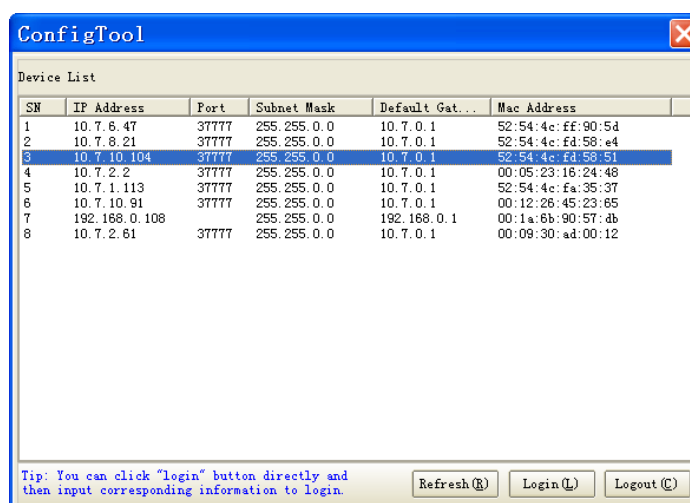 ConfigTool
Device List
SN IP Address Port Subnet Mask Default Gat... Mac Address
1 10.7.6.47 37777 255.255.0.0 10.7.0.1 52:54:4c:ff:90:5d
2 10.7.8.21 37777 255.255.0.0 10.7.0.1 52:54:4c:fd:58:e4
3 10.7.10.104 37777 255.255.0.0 10.7.0.1 52:54:4c:fd:58:51
4 10.7.2.2 37777 255.255.0.0 10.7.0.1 00:05:23:16:24:48
5 10.7.1.113 37777 255.255.0.0 10.7.0.1 52:54:4c:fa:35:37
6 10.7.10.91 37777 255.255.0.0 10.7.0.1 00:12:26:45:23:65
7 192.168.0.108 255.255.0.0 192.168.0.1 00:1a:6b:90:57:db
8 10.7.2.61 37777 255.255.0.0 10.7.0.1 00:09:30:ad:00:12
Tip: You can click "login" button directly and
then input corresponding information to login.
Refresh(R) Login(L) Logout(C)